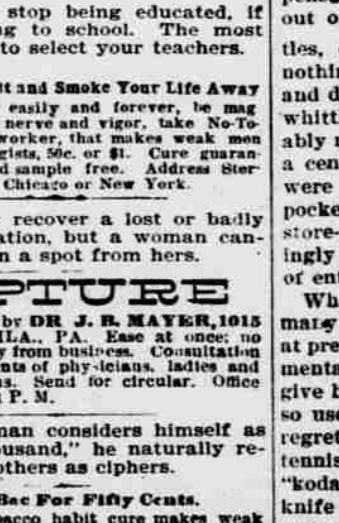 stop being educated, if
ng to school. The most
to select your teachers.
it and Smoke Your Life Away
easily and forever, be mag
nerve and vigor, take No-To-
worker, that makes weak men
gists, 50c. or $1. Cure guaran-
d sample free. Address Ster-
Chicago or New York.
recover a lost or badly
ation, but a woman can-
n a spot from hers.
PTURE
by DR J. B. MAYER, 1015
ILA., PA. Ease at once; no
y from business. Consultation
nts of physicians, ladies and
ns. Send for circular. Office
P. M.
man considers himself as
ousand," he naturally re-
others as ciphers.
Bac For Fifty Cents.
bacco habit cure makes weak
out o
tles,
nothin
and d
whittl
ably n
a cen
were
pocke
store-
ingly
of ent
Wh
many
at pre
menta
give b
so use
regret
tennis
"koda
knife